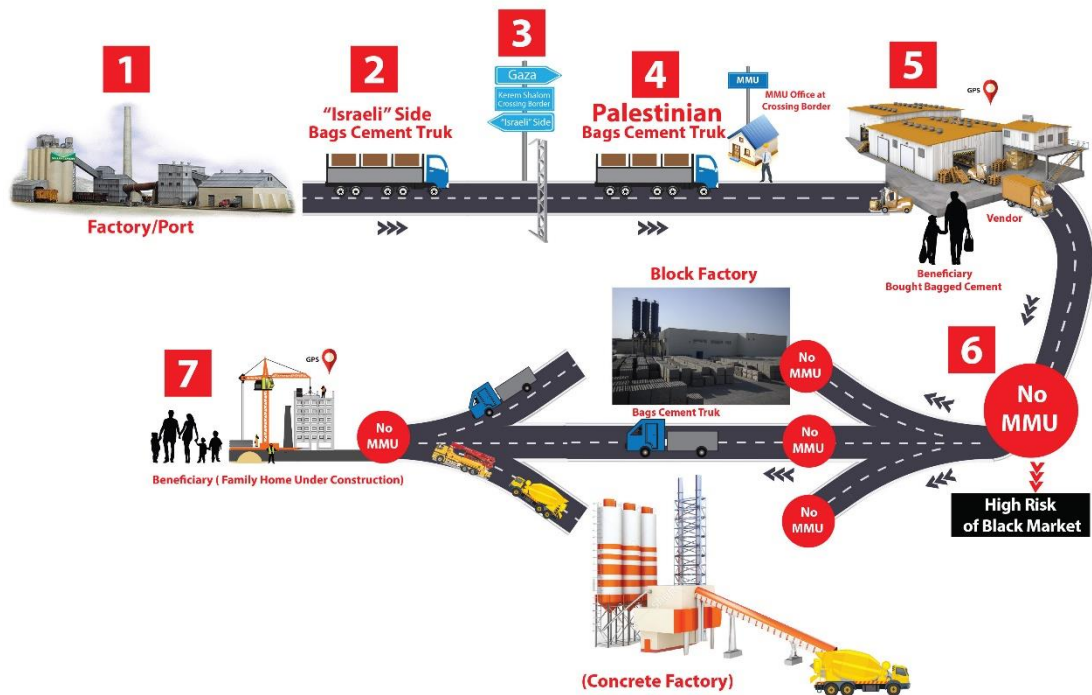 1
Factory/Port
2
"Israeli" Side
Bags Cement Truk
3
Gaza
Kerem Shalom
Crossing Border
"Israeli" Side
4
Palestinian
Bags Cement Truk
MMU
MMU Office at
Crossing Border
5
GPS
Vendor
Beneficiary
Bought Bagged Cement
6
No
MMU
High Risk
of Black Market
Block Factory
No
MMU
Bags Cement Truk
No
MMU
No
MMU
(Concrete Factory)
7
GPS
No
MMU
Beneficiary ( Family Home Under Construction)